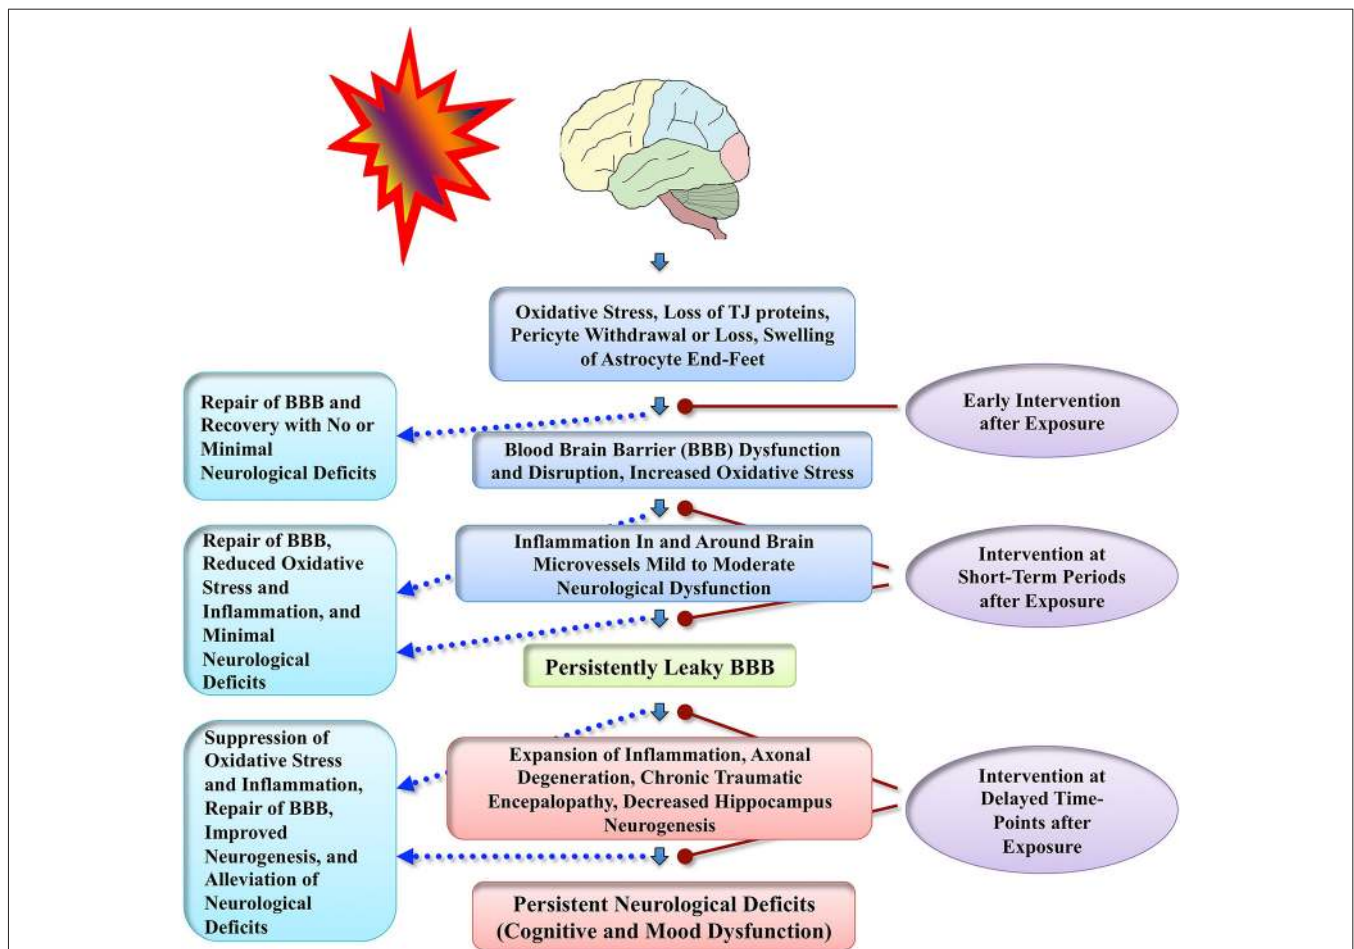 Oxidative Stress, Loss of TJ proteins,
Pericyte Withdrawal or Loss, Swelling
of Astrocyte End-Feet
Repair of BBB and
Recovery with No or
Minimal
Neurological Deficits
Early Intervention
after Exposure
Blood Brain Barrier (BBB) Dysfunction
and Disruption, Increased Oxidative Stress
Repair of BBB,
Reduced Oxidative
Stress and
Inflammation, and
Minimal
Neurological
Deficits
Inflammation In and Around Brain
Microvessels Mild to Moderate
Neurological Dysfunction
Intervention at
Short-Term Periods
after Exposure
Persistently Leaky BBB
Suppression of
Oxidative Stress
and Inflammation,
Repair of BBB,
Improved
Neurogenesis, and
Alleviation of
Neurological
Deficits
Expansion of Inflammation, Axonal
Degeneration, Chronic Traumatic
Encepalopathy, Decreased Hippocampus
Neurogenesis
Intervention at
Delayed Time-
Points after
Exposure
Persistent Neurological Deficits
(Cognitive and Mood Dysfunction)